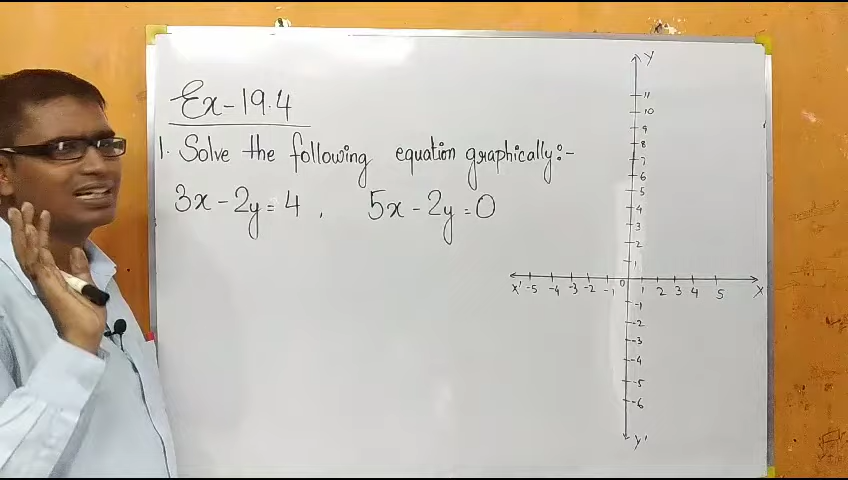 Ex-19.4
1. Solve the following equation graphically:-
3x - 2y = 4 , 5x - 2y = 0
Y
11
10
9
8
7
6
5
4
3
2
1
X' -5 -4 -3 -2 -1 0 1 2 3 4 5 X
-1
-2
-3
-4
-5
-6
Y'